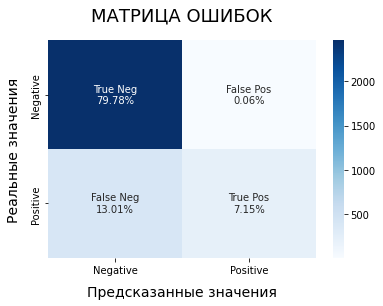 МАТРИЦА ОШИБОК
True Neg
79.78%
False Pos
0.06%
False Neg
13.01%
True Pos
7.15%
Negative
Positive
Реальные значения
Negative
Positive
Предсказанные значения
2000
1500
1000
500